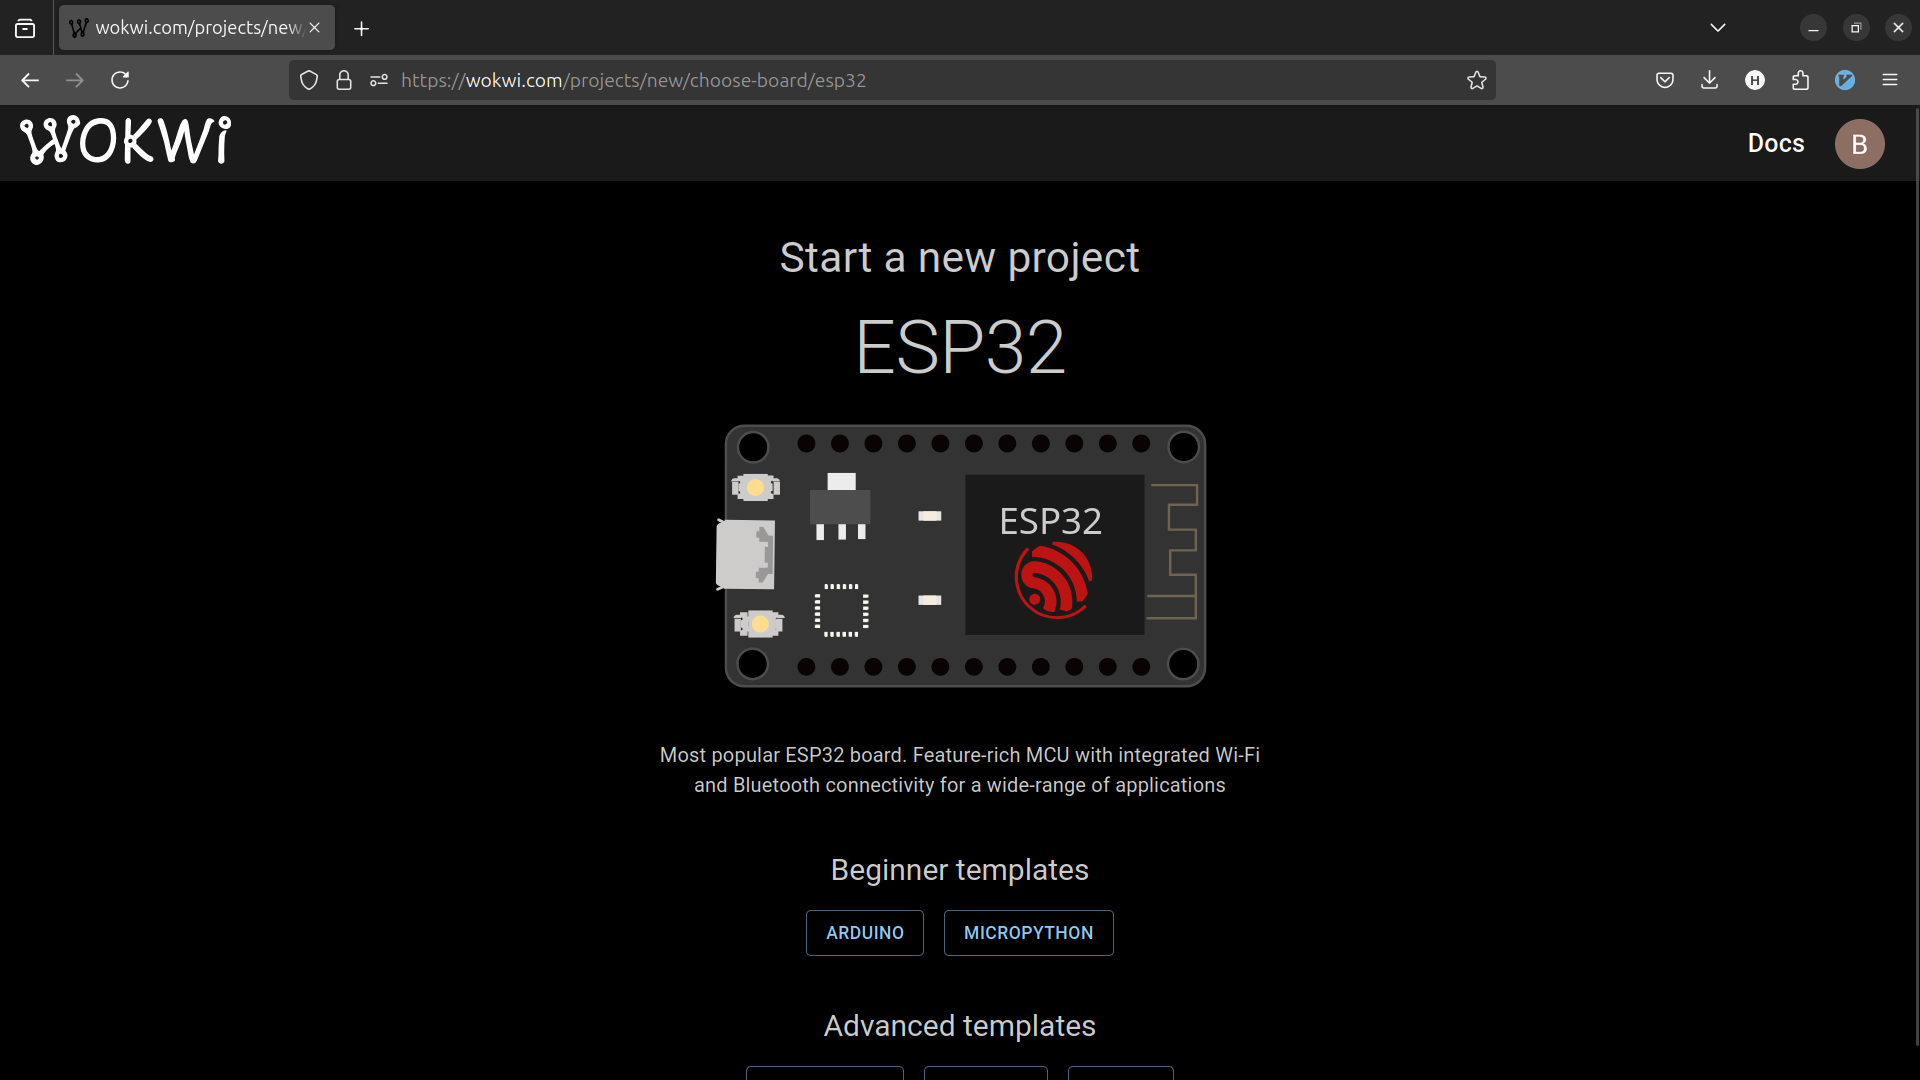 wokwi.com/projects/new/
https://wokwi.com/projects/new/choose-board/esp32
H
WOKWi
Docs
B
Start a new project
ESP32
ESP32
Most popular ESP32 board. Feature-rich MCU with integrated Wi-Fi
and Bluetooth connectivity for a wide-range of applications
Beginner templates
ARDUINO
MICROPYTHON
Advanced templates